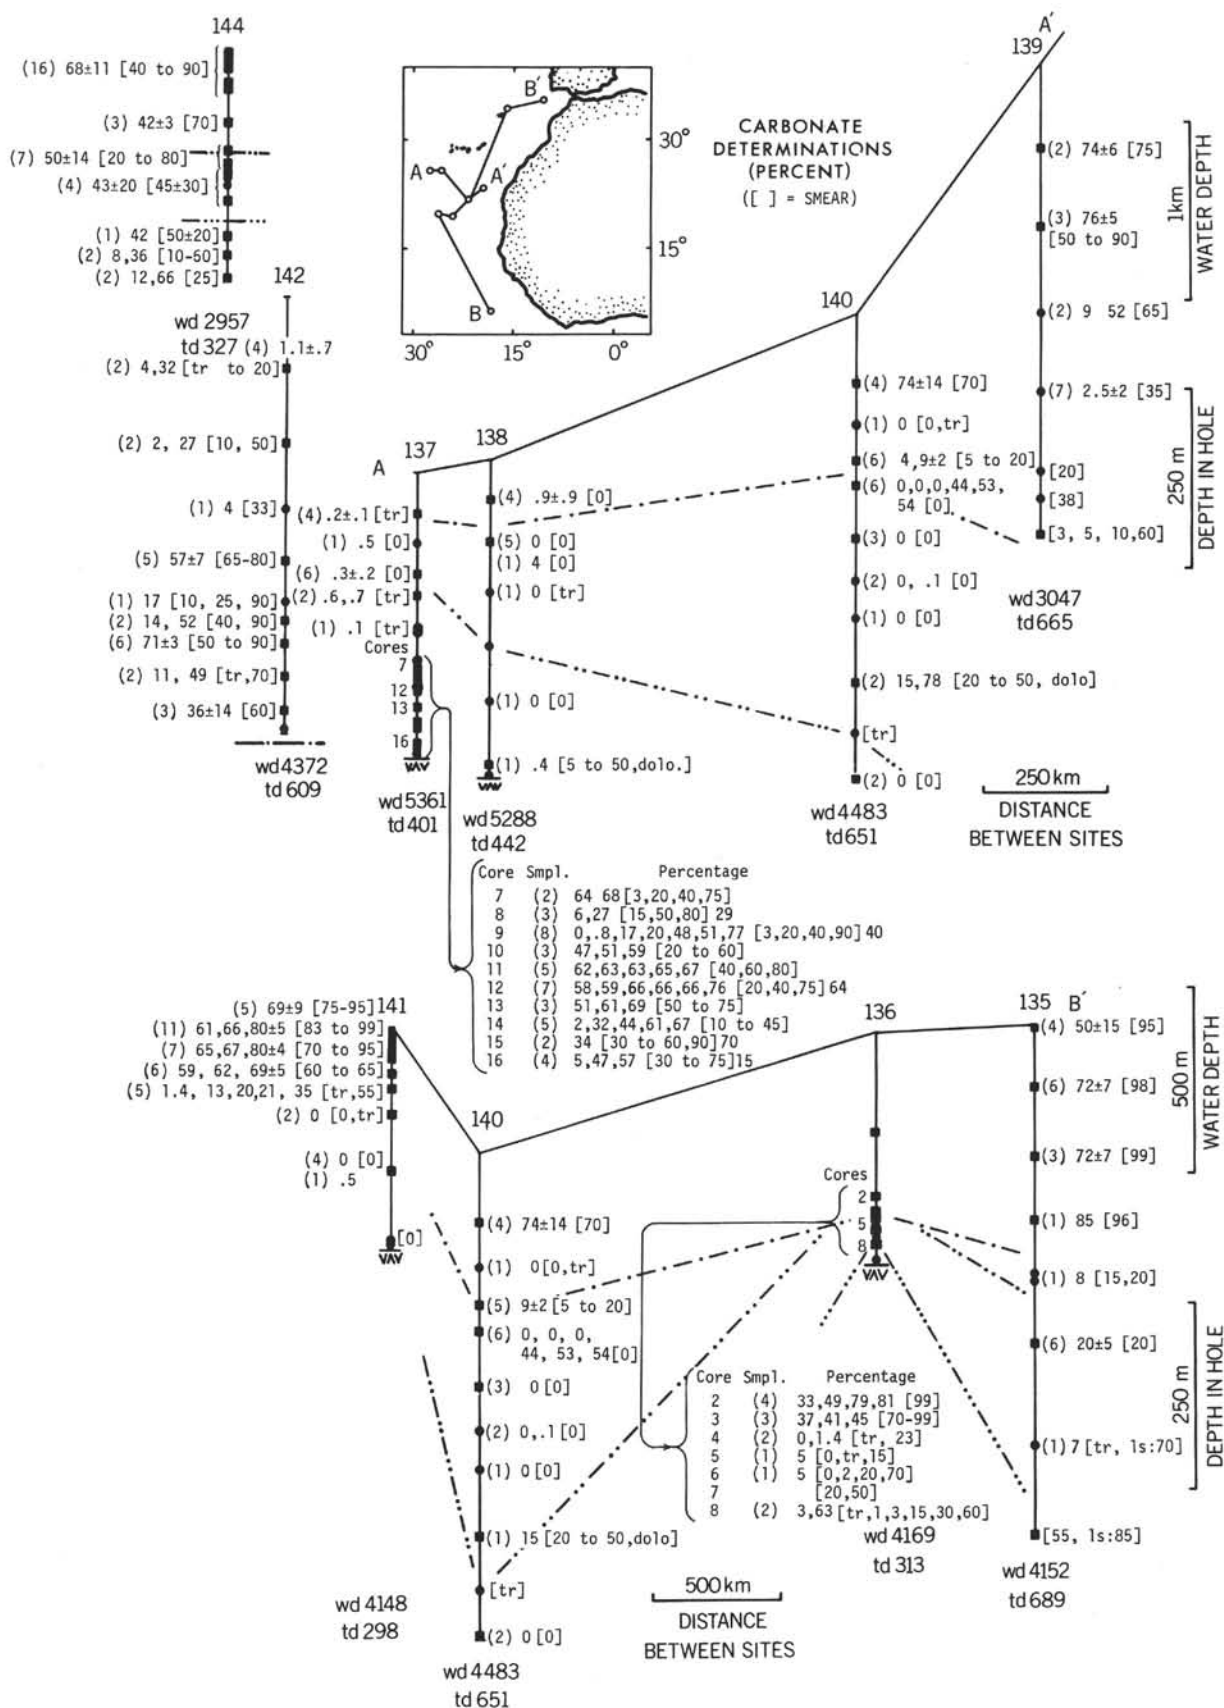 144
(16) 68±11 [40 to 90]
(3) 42±3 [70]
(7) 50±14 [20 to 80]
(4) 43±20 [45±30]
(1) 42 [50±20]
(2) 8,36 [10-60]
(2) 12,66 [25]
wd 2957
td 327
142
(4) 1.1±.7
(2) 4,32 [tr to 20]
(2) 2, 27 [10, 50]
(1) 4 [33]
(5) 57±7 [65-80]
(1) 17 [10, 25, 90]
(2) 14, 52 [40, 90]
(6) 71±3 [50 to 90]
(2) 11, 49 [tr,70]
(3) 36±14 [60]
wd 4372
td 609
B'
A
A'
B
30°
15°
30°
15°
0°
CARBONATE
DETERMINATIONS
(PERCENT)
([ ] = SMEAR)
A
137
(4) .2±.1 [tr]
(1) .5 [0]
(6) .3±.2 [0]
(2) .6,.7 [tr]
(1) .1 [tr]
Cores
7
12
13
16
wd 5361
td 401
138
(4) .9±.9 [0]
(5) 0 [0]
(1) 4 [0]
(1) 0 [tr]
(1) 0 [0]
(1) .4 [5 to 50,dolo.]
wd 5288
td 442
140
(4) 74±14 [70]
(1) 0 [0,tr]
(6) 4,9±2 [5 to 20]
(6) 0,0,0,44,53,
54 [0]
(3) 0 [0]
(2) 0, .1 [0]
(1) 0 [0]
(2) 15,78 [20 to 50, dolo]
[tr]
(2) 0 [0]
wd 4483
td 651
A'
139
(2) 74±6 [75]
(3) 76±5
[50 to 90]
(2) 9 52 [65]
(7) 2.5±2 [35]
[20]
[38]
[3, 5, 10,60]
wd 3047
td 665
1km
WATER DEPTH
250 m
DEPTH IN HOLE
250 km
DISTANCE
BETWEEN SITES
Core Smpl. Percentage
7 (2) 64 68 [3,20,40,75]
8 (3) 6,27 [15,50,80] 29
9 (8) 0,.8,17,20,48,51,77 [3,20,40,90] 40
10 (3) 47,51,59 [20 to 60]
11 (5) 62,63,63,65,67 [40,60,80]
12 (7) 58,59,66,66,66,76 [20,40,75] 64
13 (3) 51,61,69 [50 to 75]
14 (5) 2,32,44,61,67 [10 to 45]
15 (2) 34 [30 to 60,90] 70
16 (4) 5,47,57 [30 to 75] 15
141
(5) 69±9 [75-95]
(11) 61,66,80±5 [83 to 99]
(7) 65,67,80±4 [70 to 95]
(6) 59, 62, 69±5 [60 to 65]
(5) 1.4, 13,20,21, 35 [tr,55]
(2) 0 [0,tr]
(4) 0 [0]
(1) .5
[0]
wd 4148
td 298
140
(4) 74±14 [70]
(1) 0 [0,tr]
(5) 9±2 [5 to 20]
(6) 0, 0, 0,
44, 53, 54[0]
(3) 0 [0]
(2) 0,.1 [0]
(1) 0 [0]
(1) 15 [20 to 50,dolo]
[tr]
(2) 0 [0]
wd 4483
td 651
136
Cores
2
5
8
Core Smpl. Percentage
2 (4) 33,49,79,81 [99]
3 (3) 37,41,45 [70-99]
4 (2) 0,1.4 [tr, 23]
5 (1) 5 [0,tr,15]
6 (1) 5 [0,2,20,70]
7 [20,50]
8 (2) 3,63 [tr,1,3,15,30,60]
wd 4169
td 313
500 km
DISTANCE
BETWEEN SITES
135
B'
(4) 50±15 [95]
(6) 72±7 [98]
(3) 72±7 [99]
(1) 85 [96]
(1) 8 [15,20]
(6) 20±5 [20]
(1) 7 [tr, ls:70]
[55, ls:85]
wd 4152
td 689
500 m
WATER DEPTH
250 m
DEPTH IN HOLE